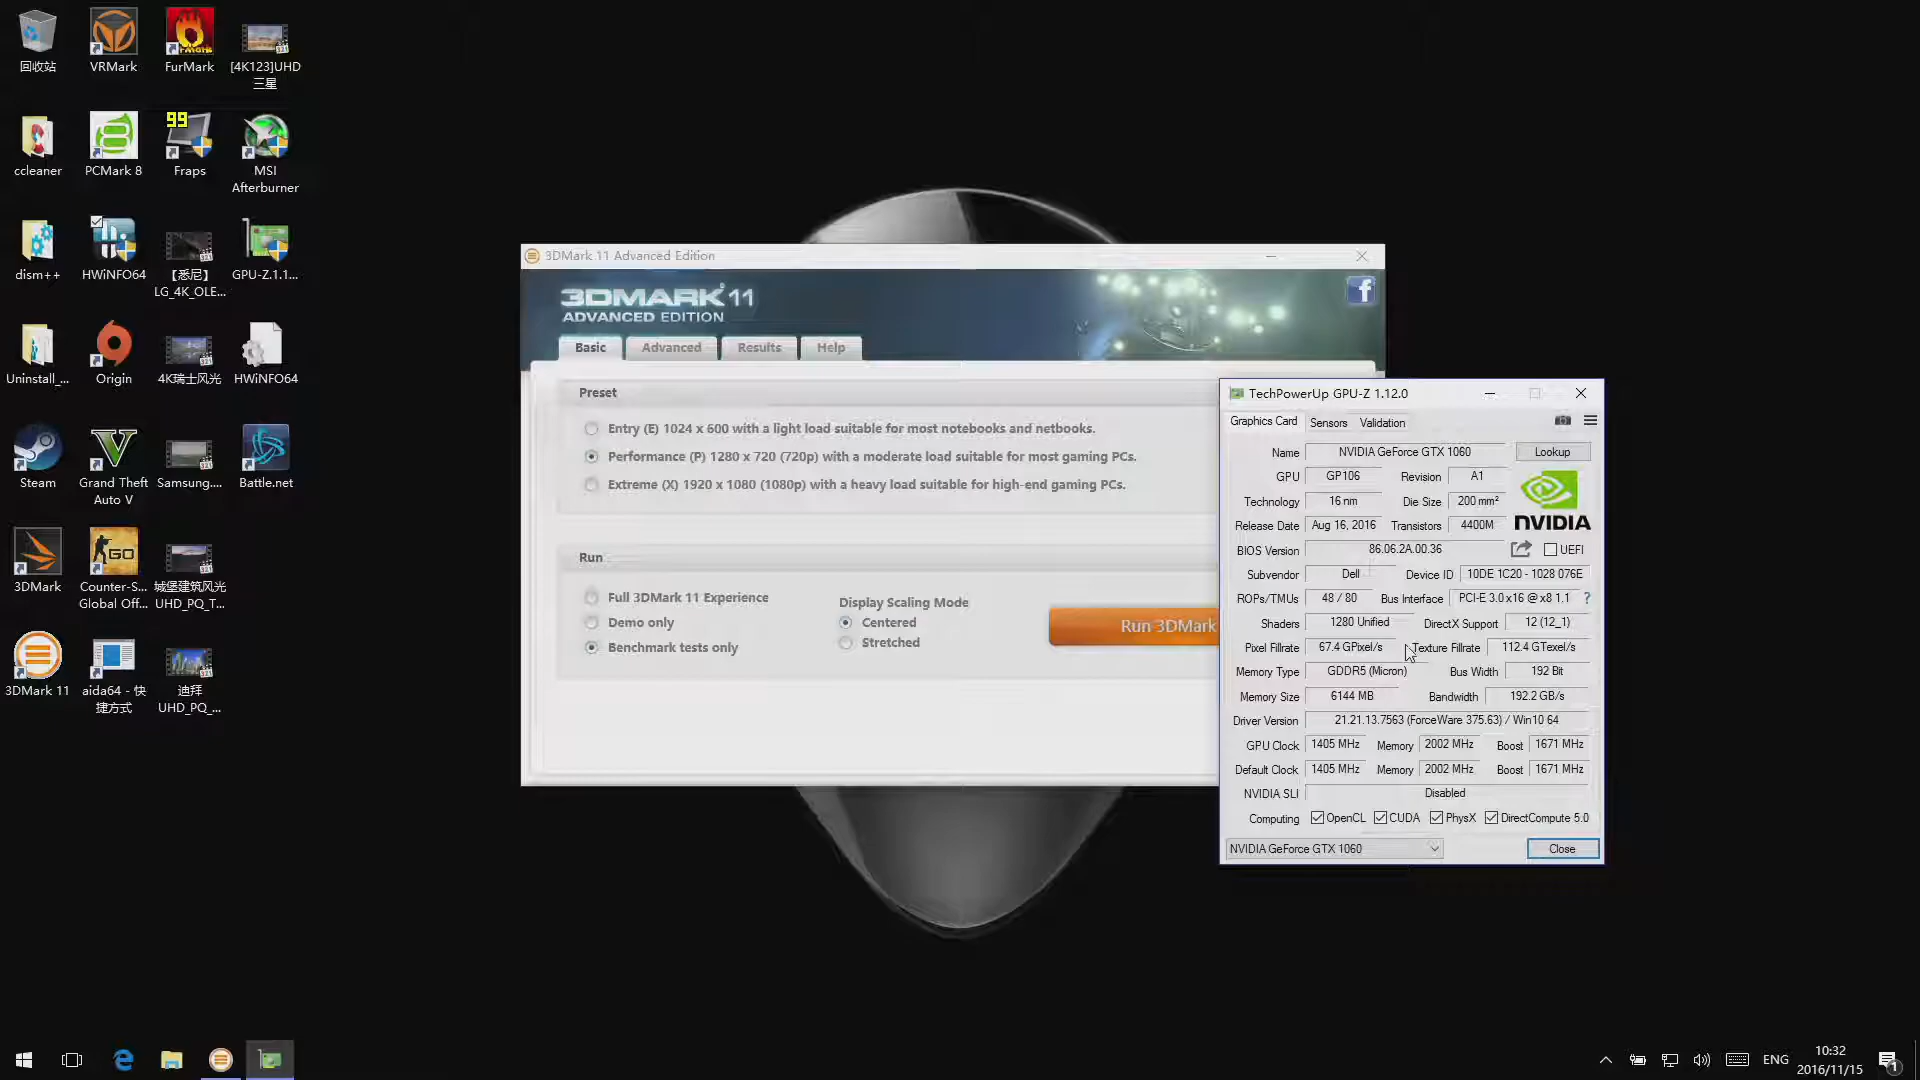 回收站
VRMark
FurMark
[4K123]UHD
三星
ccleaner
PCMark 8
99
Fraps
MSI
Afterburner
dism++
HWiNFO64
【悉尼】
LG_4K_OLE...
GPU-Z.1.1...
Uninstall_...
Origin
4K瑞士风光
HWiNFO64
Steam
Grand Theft
Auto V
Samsung....
Battle.net
3DMark
GO
Counter-S...
Global Off...
城堡建筑风光
UHD_PQ_T...
3DMark 11
aida64 - 快
捷方式
迪拜
UHD_PQ_...
3DMark 11 Advanced Edition
3DMARK 11
ADVANCED EDITION
Basic Advanced Results Help
Preset
Entry (E) 1024 x 600 with a light load suitable for most notebooks and netbooks.
Performance (P) 1280 x 720 (720p) with a moderate load suitable for most gaming PCs.
Extreme (X) 1920 x 1080 (1080p) with a heavy load suitable for high-end gaming PCs.
Run
Full 3DMark 11 Experience
Demo only
Benchmark tests only
Display Scaling Mode
Centered
Stretched
Run 3DMark
TechPowerUp GPU-Z 1.12.0
Graphics Card Sensors Validation
Name NVIDIA GeForce GTX 1060 Lookup
GPU GP106 Revision A1
Technology 16 nm Die Size 200 mm²
Release Date Aug 16, 2016 Transistors 4400M
NVIDIA
BIOS Version 86.06.2A.00.36 UEFI
Subvendor Dell Device ID 10DE 1C20 - 1028 076E
ROPs/TMUs 48 / 80 Bus Interface PCI-E 3.0 x16 @ x8 1.1 ?
Shaders 1280 Unified DirectX Support 12 (12_1)
Pixel Fillrate 67.4 GPixel/s Texture Fillrate 112.4 GTexel/s
Memory Type GDDR5 (Micron) Bus Width 192 Bit
Memory Size 6144 MB Bandwidth 192.2 GB/s
Driver Version 21.21.13.7563 (ForceWare 375.63) / Win10 64
GPU Clock 1405 MHz Memory 2002 MHz Boost 1671 MHz
Default Clock 1405 MHz Memory 2002 MHz Boost 1671 MHz
NVIDIA SLI Disabled
Computing OpenCL CUDA PhysX DirectCompute 5.0
NVIDIA GeForce GTX 1060 Close
ENG
10:32
2016/11/15
1